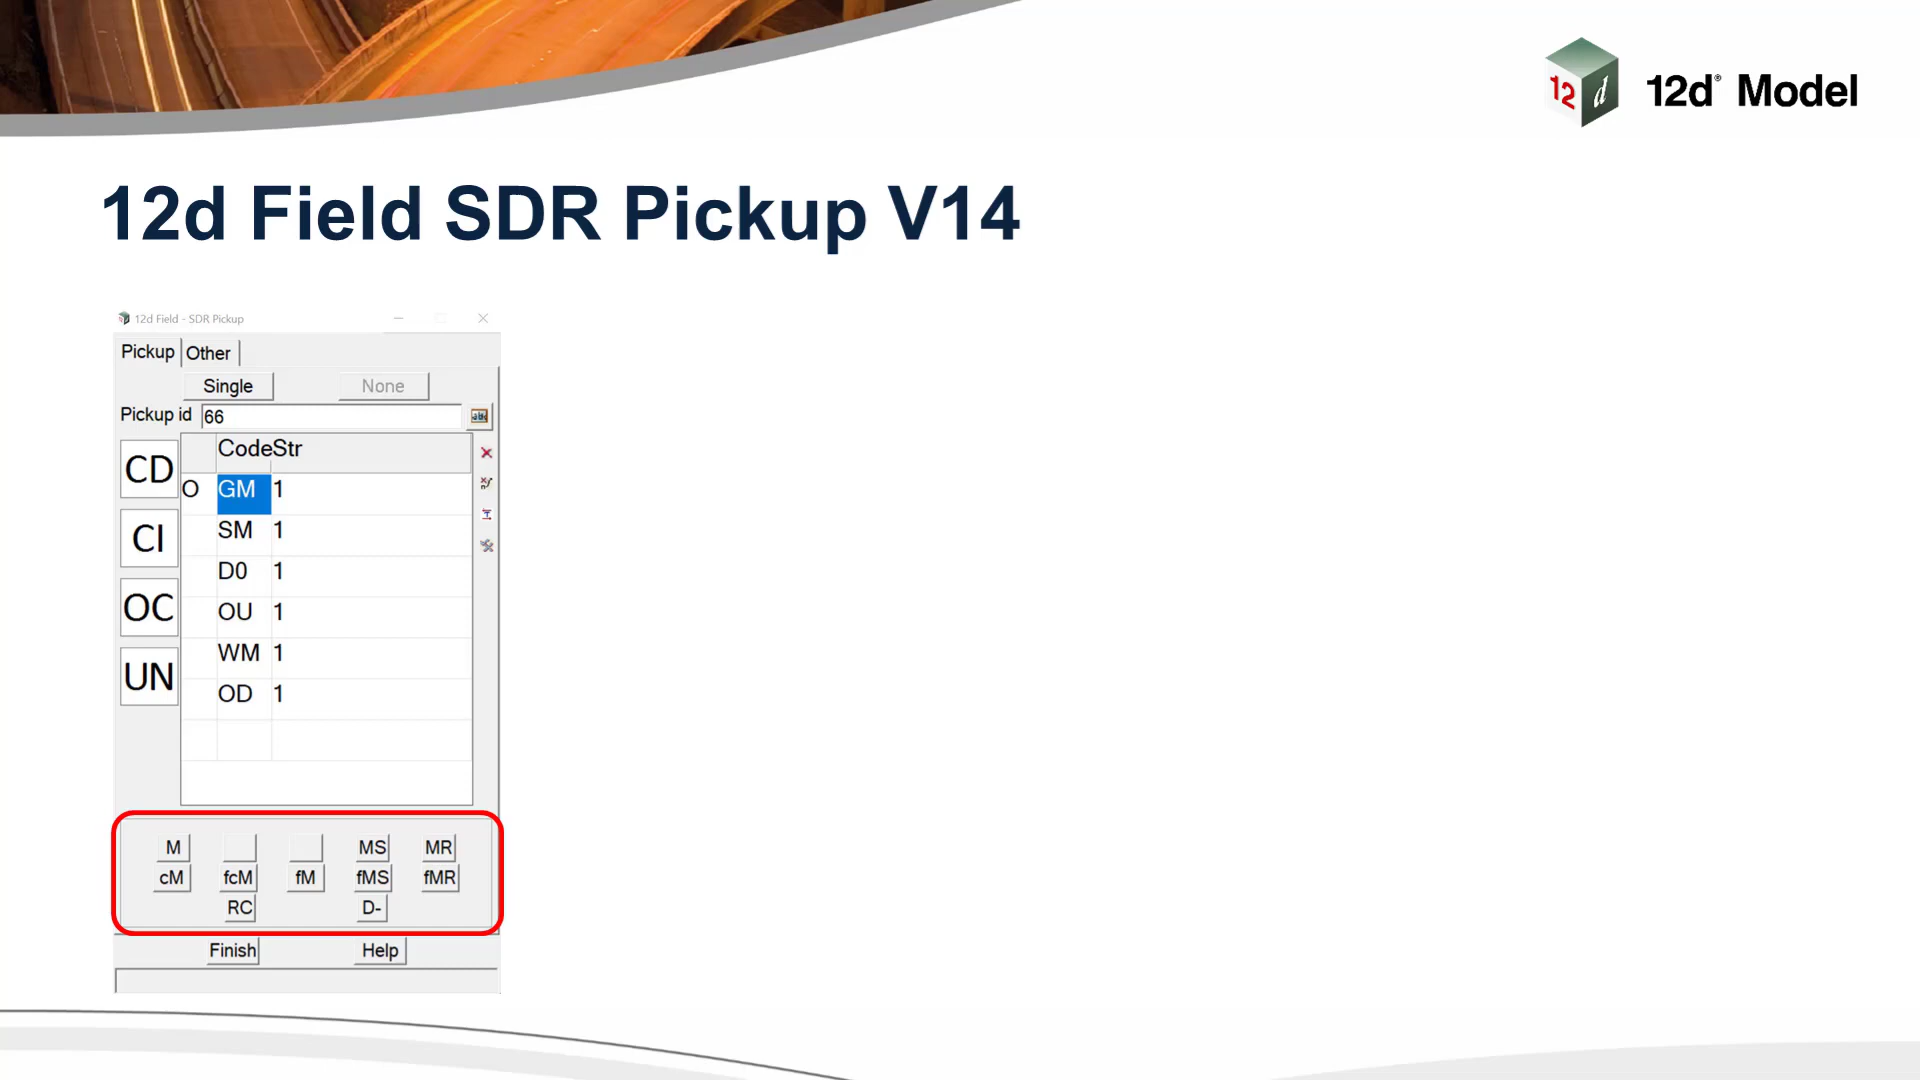 12d
12d® Model
12d Field SDR Pickup V14
12d Field - SDR Pickup
Pickup Other
Single None
Pickup id 66
CodeStr
CD
O GM 1
CI
SM 1
D0 1
OC
OU 1
UN
WM 1
OD 1
M MS MR
cM fcM fM fMS fMR
RC D-
Finish Help